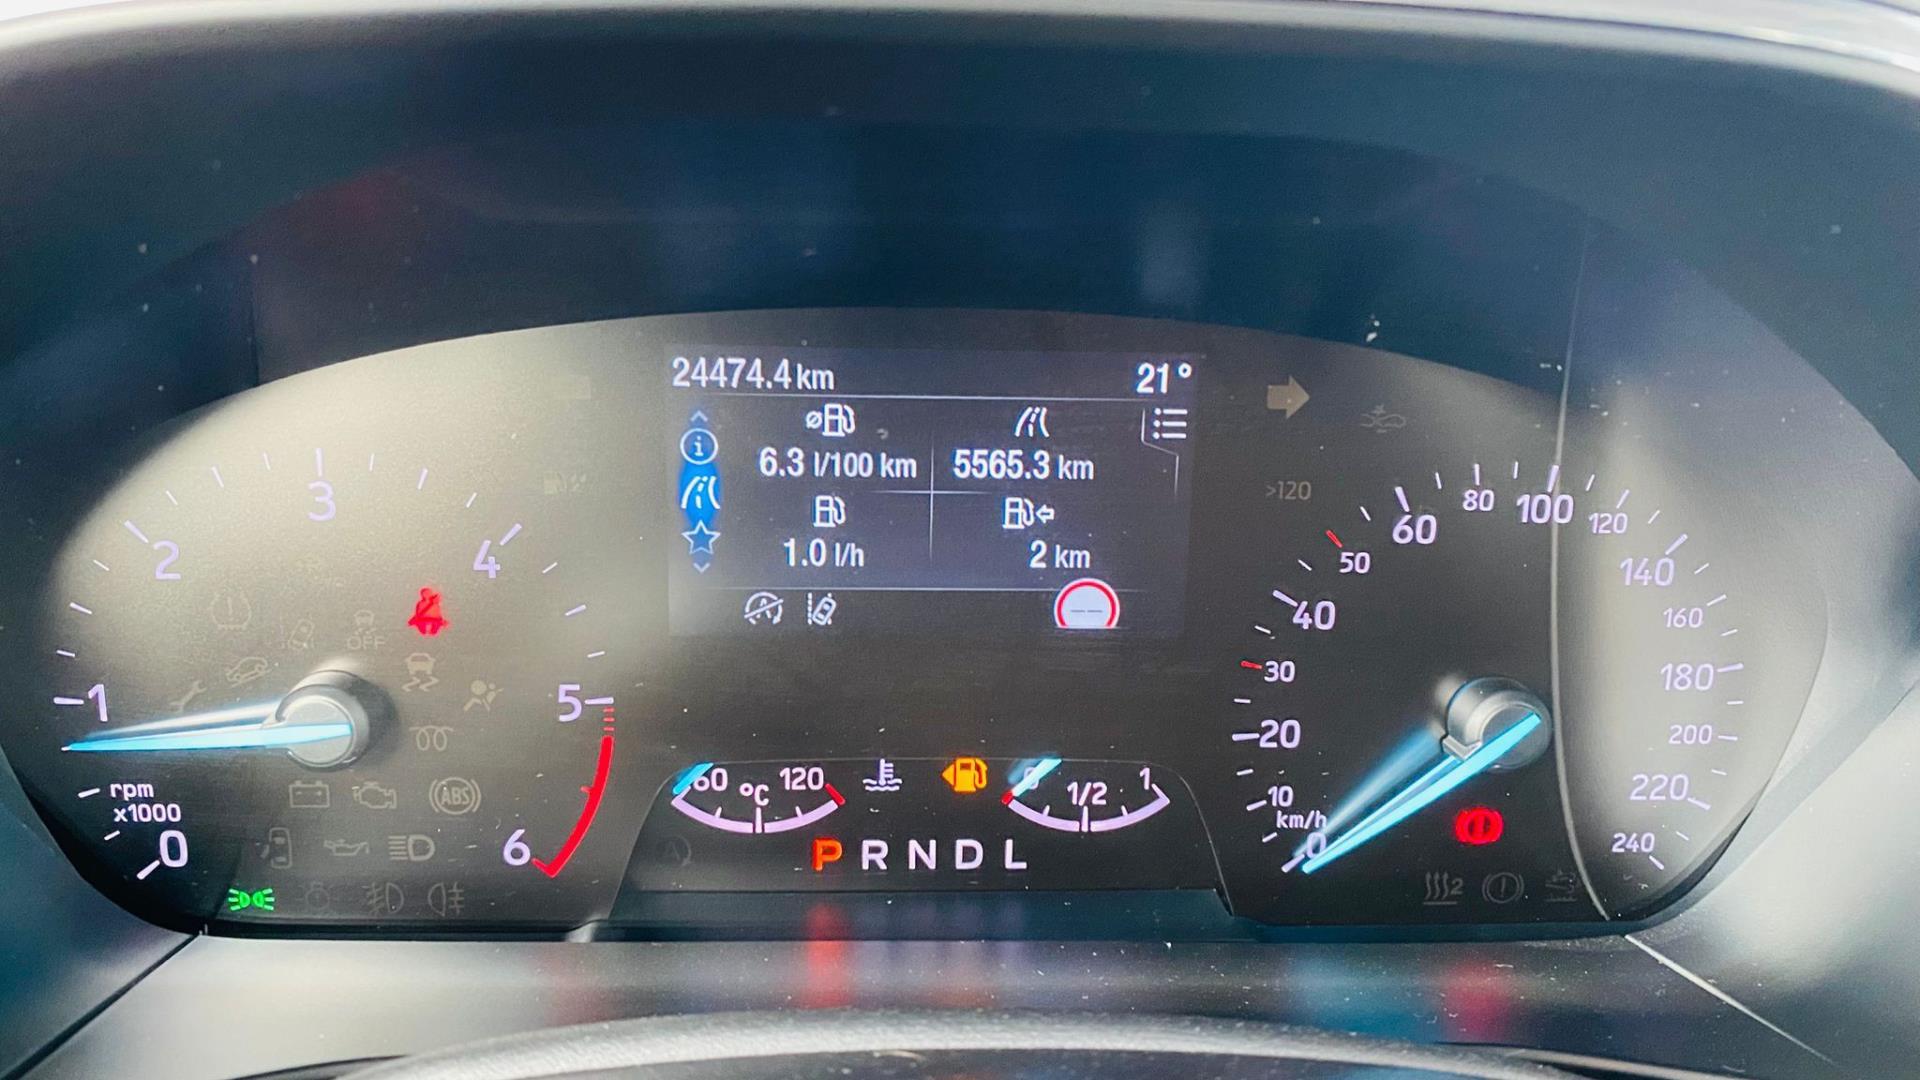 24474.4 km 21°
6.3 l/100 km 5565.3 km
1.0 l/h 2 km
0 1 2 3 4 5 6
rpm
x1000
OFF
ABS
60 °C 120
0 1/2 1
P R N D L
>120
0 10 20 30 40 50 60 80 100 120 140 160 180 200 220 240
km/h
2